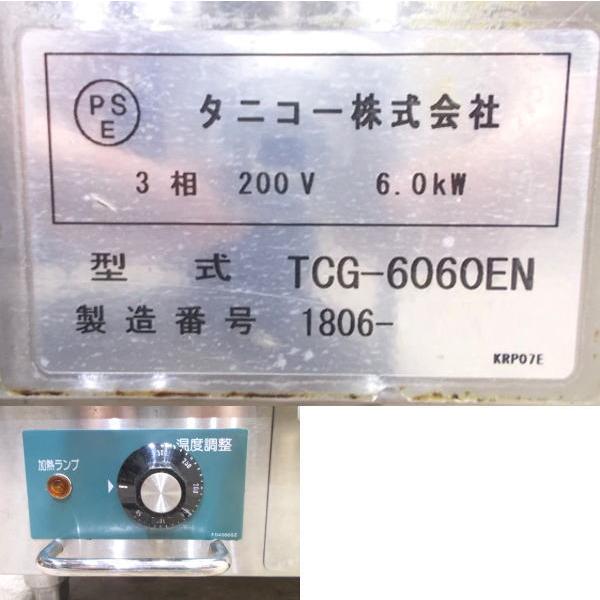 PS
E
タニコー株式会社
3相 200V 6.0kW
型式 TCG-6060EN
製造番号 1806-
KRP07E
温度調整
加熱ランプ